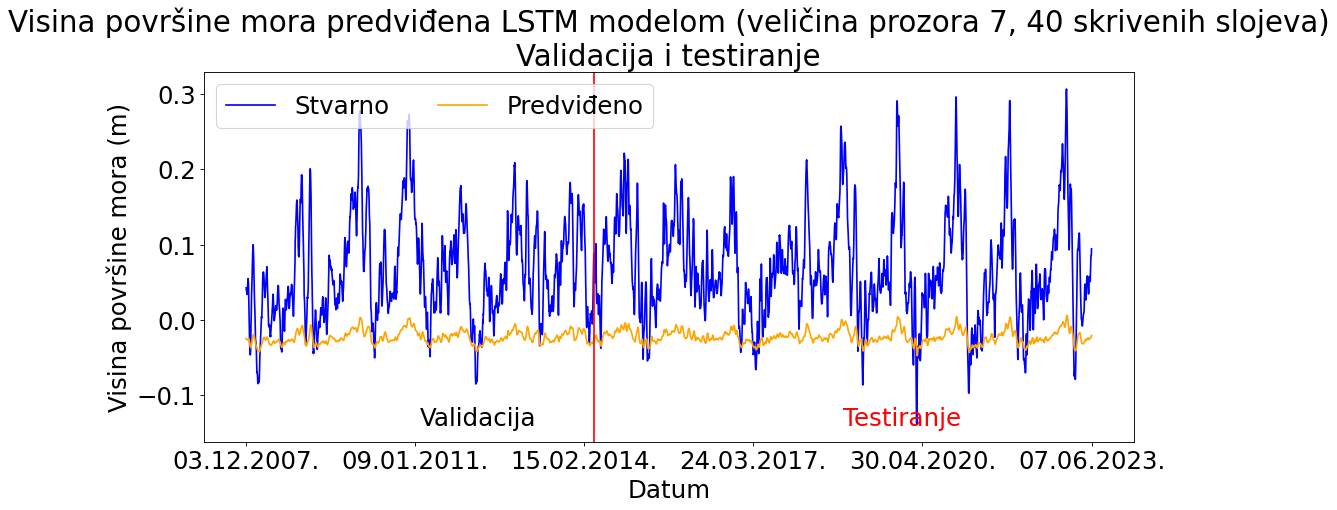 Visina površine mora predviđena LSTM modelom (veličina prozora 7, 40 skrivenih slojeva)
Validacija i testiranje
Stvarno Predviđeno
Visina površine mora (m)
0.3
0.2
0.1
0.0
−0.1
Validacija Testiranje
03.12.2007. 09.01.2011. 15.02.2014. 24.03.2017. 30.04.2020. 07.06.2023.
Datum